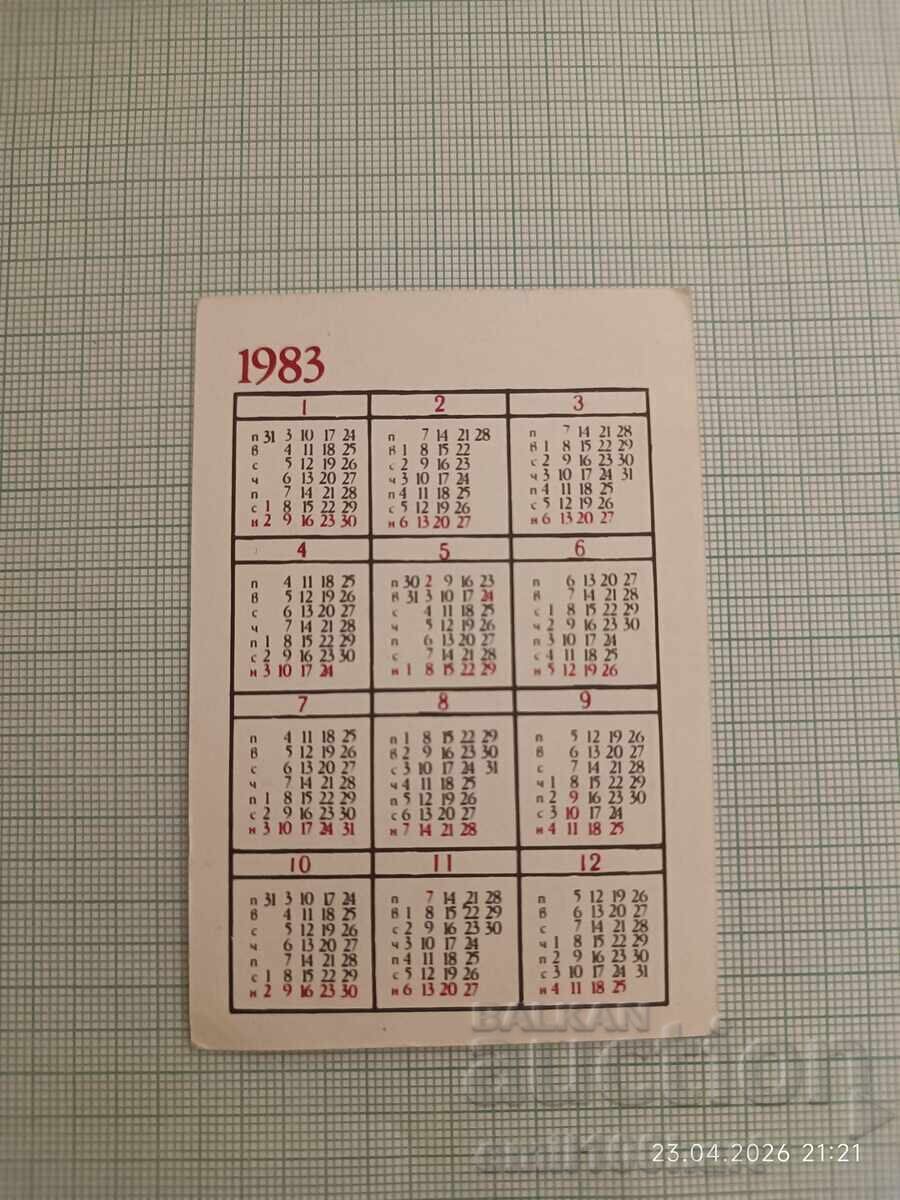 1983
1 2 3
п 31 3 10 17 24 п 7 14 21 28 п 7 14 21 28
в 4 11 18 25 в 1 8 15 22 в 1 8 15 22 29
с 5 12 19 26 с 2 9 16 23 с 2 9 16 23 30
ч 6 13 20 27 ч 3 10 17 24 ч 3 10 17 24 31
п 7 14 21 28 п 4 11 18 25 п 4 11 18 25
с 1 8 15 22 29 с 5 12 19 26 с 5 12 19 26
н 2 9 16 23 30 н 6 13 20 27 н 6 13 20 27
4 5 6
п 4 11 18 25 п 30 2 9 16 23 п 6 13 20 27
в 5 12 19 26 в 31 3 10 17 24 в 7 14 21 28
с 6 13 20 27 с 4 11 18 25 с 1 8 15 22 29
ч 7 14 21 28 ч 5 12 19 26 ч 2 9 16 23 30
п 1 8 15 22 29 п 6 13 20 27 п 3 10 17 24
с 2 9 16 23 30 с 7 14 21 28 с 4 11 18 25
н 3 10 17 24 н 1 8 15 22 29 н 5 12 19 26
7 8 9
п 4 11 18 25 п 1 8 15 22 29 п 5 12 19 26
в 5 12 19 26 в 2 9 16 23 30 в 6 13 20 27
с 6 13 20 27 с 3 10 17 24 31 с 7 14 21 28
ч 7 14 21 28 ч 4 11 18 25 ч 1 8 15 22 29
п 1 8 15 22 29 п 5 12 19 26 п 2 9 16 23 30
с 2 9 16 23 30 с 6 13 20 27 с 3 10 17 24
н 3 10 17 24 31 н 7 14 21 28 н 4 11 18 25
10 11 12
п 31 3 10 17 24 п 7 14 21 28 п 5 12 19 26
в 4 11 18 25 в 1 8 15 22 29 в 6 13 20 27
с 5 12 19 26 с 2 9 16 23 30 с 7 14 21 28
ч 6 13 20 27 ч 3 10 17 24 ч 1 8 15 22 29
п 7 14 21 28 п 4 11 18 25 п 2 9 16 23 30
с 1 8 15 22 29 с 5 12 19 26 с 3 10 17 24 31
н 2 9 16 23 30 н 6 13 20 27 н 4 11 18 25
BALKAN
auction
23.04.2026 21:21